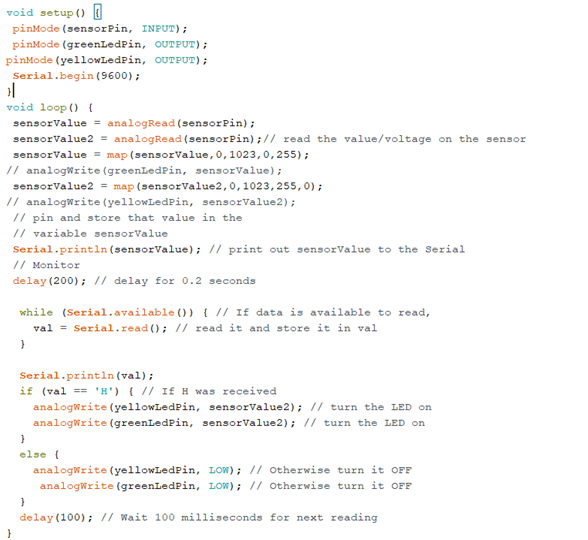 void setup() {
pinMode(sensorPin, INPUT);
pinMode(greenLedPin, OUTPUT);
pinMode(yellowLedPin, OUTPUT);
Serial.begin(9600);
}
void loop() {
sensorValue = analogRead(sensorPin);
sensorValue2 = analogRead(sensorPin);// read the value/voltage on the sensor
sensorValue = map(sensorValue,0,1023,0,255);
// analogWrite(greenLedPin, sensorValue);
sensorValue2 = map(sensorValue2,0,1023,255,0);
// analogWrite(yellowLedPin, sensorValue2);
// pin and store that value in the
// variable sensorValue
Serial.println(sensorValue); // print out sensorValue to the Serial
// Monitor
delay(200); // delay for 0.2 seconds
while (Serial.available()) { // If data is available to read,
val = Serial.read(); // read it and store it in val
}
Serial.println(val);
if (val == 'H') { // If H was received
analogWrite(yellowLedPin, sensorValue2); // turn the LED on
analogWrite(greenLedPin, sensorValue2); // turn the LED on
}
else {
analogWrite(yellowLedPin, LOW); // Otherwise turn it OFF
analogWrite(greenLedPin, LOW); // Otherwise turn it OFF
}
delay(100); // Wait 100 milliseconds for next reading
}